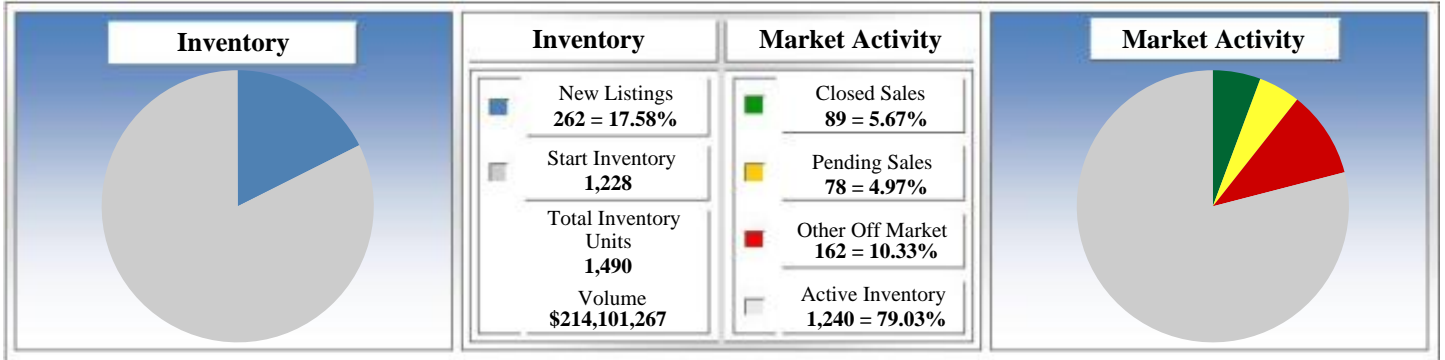 Inventory
Inventory
Market Activity
New Listings
262 = 17.58%
Start Inventory
1,228
Total Inventory
Units
1,490
Volume
$214,101,267
Closed Sales
89 = 5.67%
Pending Sales
78 = 4.97%
Other Off Market
162 = 10.33%
Active Inventory
1,240 = 79.03%
Market Activity